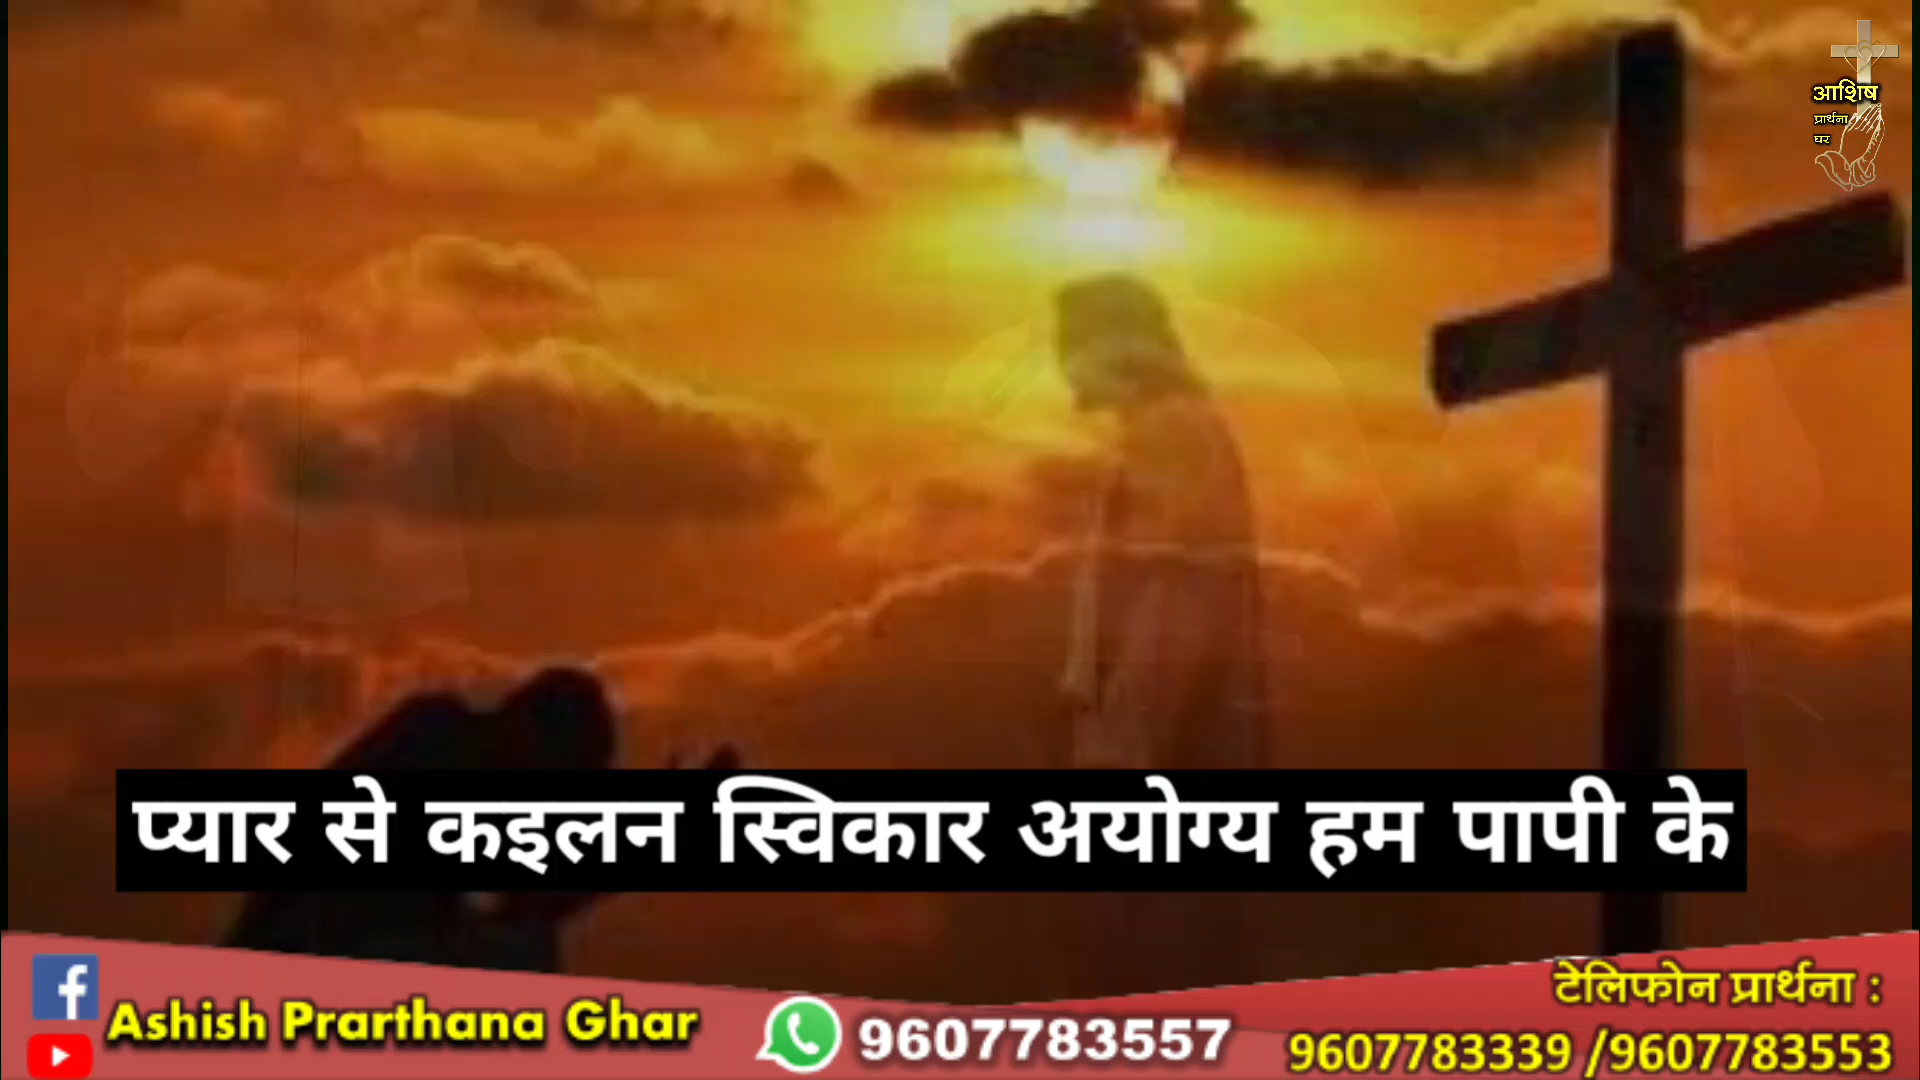 आशिष
प्रार्थना
घर
प्यार से कइलन स्विकार अयोग्य हम पापी के
टेलिफोन प्रार्थना :
Ashish Prarthana Ghar
9607783557
9607783339 /9607783553